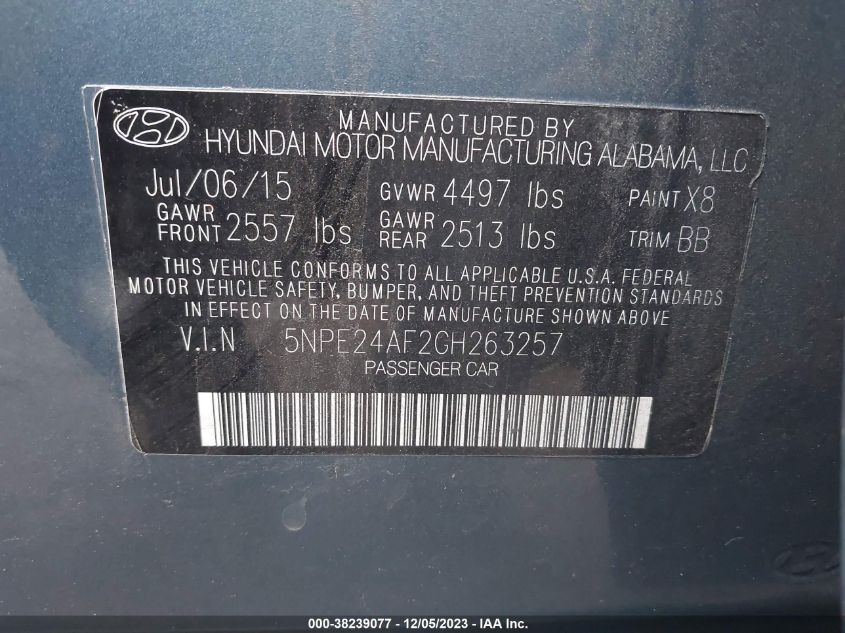 MANUFACTURED BY
HYUNDAI MOTOR MANUFACTURING ALABAMA, LLC
Jul/06/15 GVWR 4497 lbs PAINT X8
GAWR FRONT 2557 lbs GAWR REAR 2513 lbs TRIM BB
THIS VEHICLE CONFORMS TO ALL APPLICABLE U.S.A. FEDERAL
MOTOR VEHICLE SAFETY, BUMPER, AND THEFT PREVENTION STANDARDS
IN EFFECT ON THE DATE OF MANUFACTURE SHOWN ABOVE.
V.I.N 5NPE24AF2GH263257
PASSENGER CAR
000-38239077 - 12/05/2023 - IAA Inc.